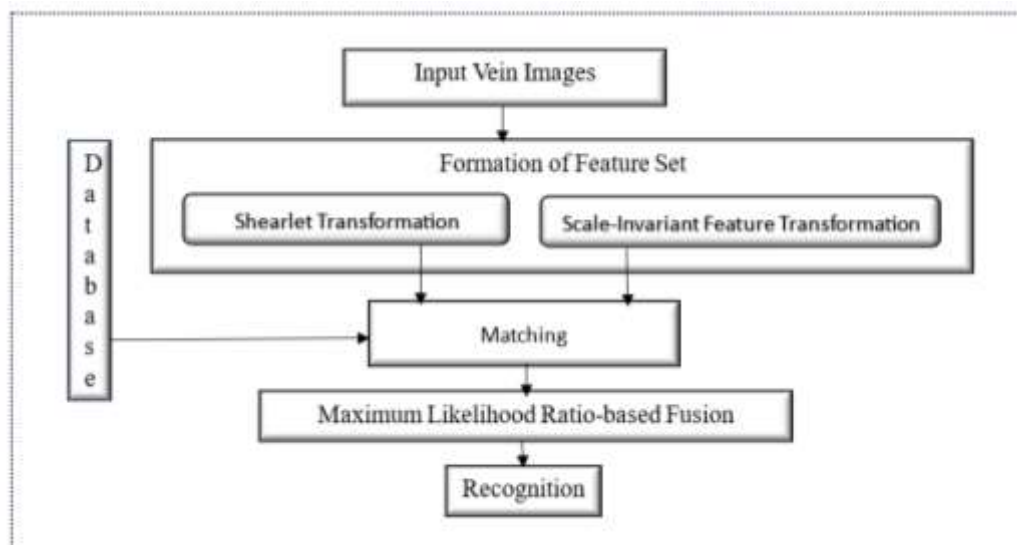 Input Vein Images
Database
Formation of Feature Set
Shearlet Transformation
Scale-Invariant Feature Transformation
Matching
Maximum Likelihood Ratio-based Fusion
Recognition